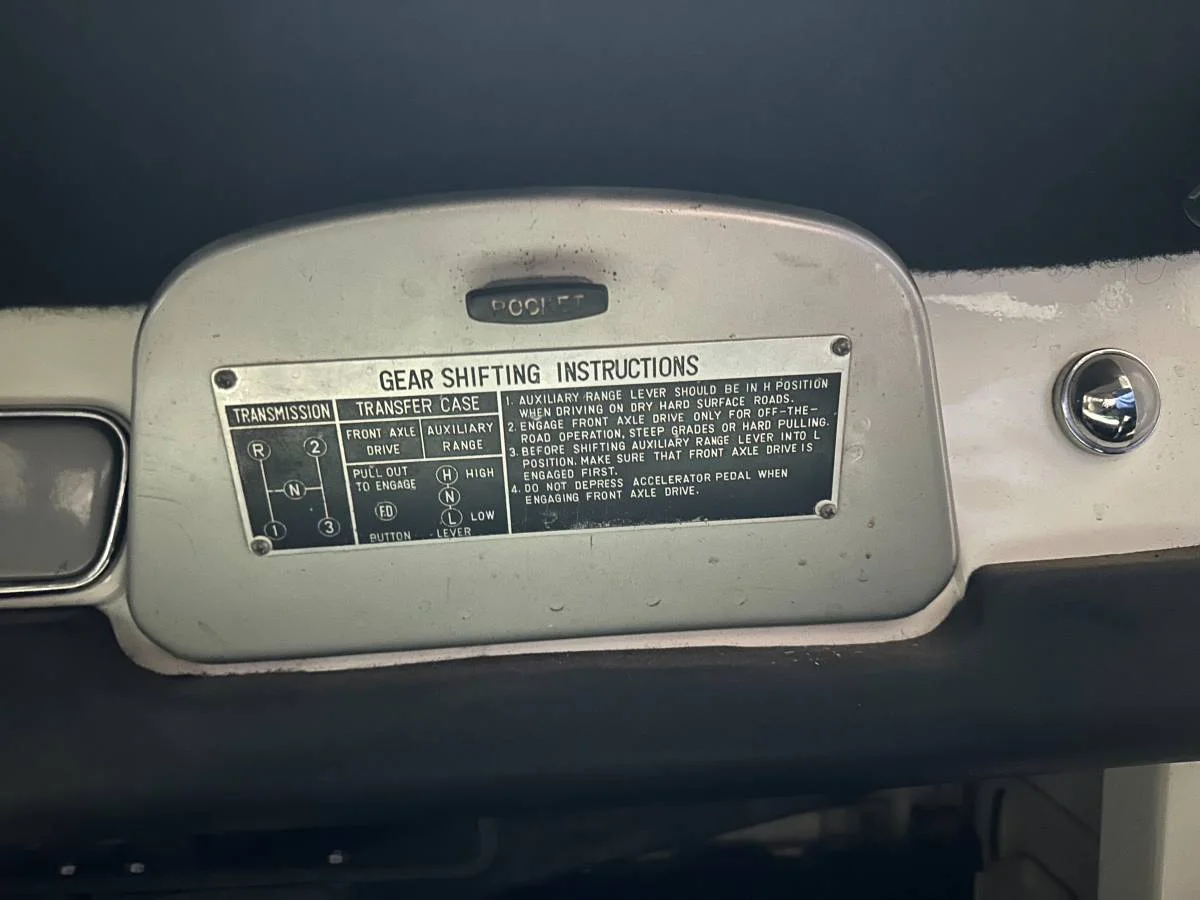 POCKET
GEAR SHIFTING INSTRUCTIONS
TRANSMISSION
R 2
N
1 3
TRANSFER CASE
FRONT AXLE
DRIVE
PULL OUT
TO ENGAGE
F.D
BUTTON
AUXILIARY
RANGE
H HIGH
N
L LOW
LEVER
1. AUXILIARY RANGE LEVER SHOULD BE IN H POSITION
WHEN DRIVING ON DRY HARD SURFACE ROADS.
2. ENGAGE FRONT AXLE DRIVE ONLY FOR OFF-THE-
ROAD OPERATION, STEEP GRADES OR HARD PULLING.
3. BEFORE SHIFTING AUXILIARY RANGE LEVER INTO L
POSITION. MAKE SURE THAT FRONT AXLE DRIVE IS
ENGAGED FIRST.
4. DO NOT DEPRESS ACCELERATOR PEDAL WHEN
ENGAGING FRONT AXLE DRIVE.